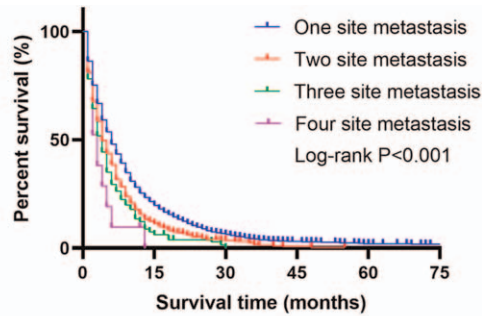 One site metastasis
Two site metastasis
Three site metastasis
Four site metastasis
Log-rank P<0.001
Percent survival (%)
100
50
0
0 15 30 45 60 75
Survival time (months)